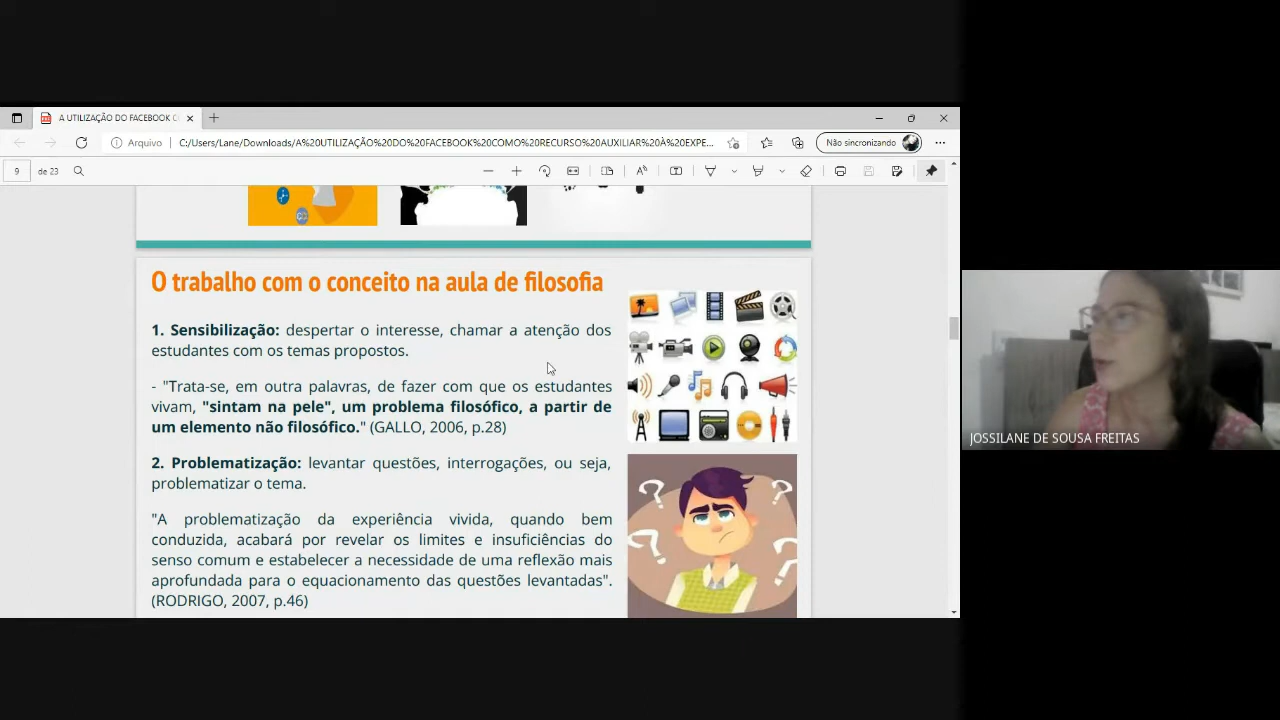 A UTILIZAÇÃO DO FACEBOOK C
Arquivo
C:/Users/Lane/Downloads/A%20UTILIZAÇÃO%20DO%20FACEBOOK%20COMO%20RECURSO%20AUXILIAR%20À%20EXPE...
Não sincronizando
9
de 23
O trabalho com o conceito na aula de filosofia
1. Sensibilização: despertar o interesse, chamar a atenção dos
estudantes com os temas propostos.
- "Trata-se, em outra palavras, de fazer com que os estudantes
vivam, "sintam na pele", um problema filosófico, a partir de
um elemento não filosófico." (GALLO, 2006, p.28)
2. Problematização: levantar questões, interrogações, ou seja,
problematizar o tema.
"A problematização da experiência vivida, quando bem
conduzida, acabará por revelar os limites e insuficiências do
senso comum e estabelecer a necessidade de uma reflexão mais
aprofundada para o equacionamento das questões levantadas".
(RODRIGO, 2007, p.46)
JOSSILANE DE SOUSA FREITAS